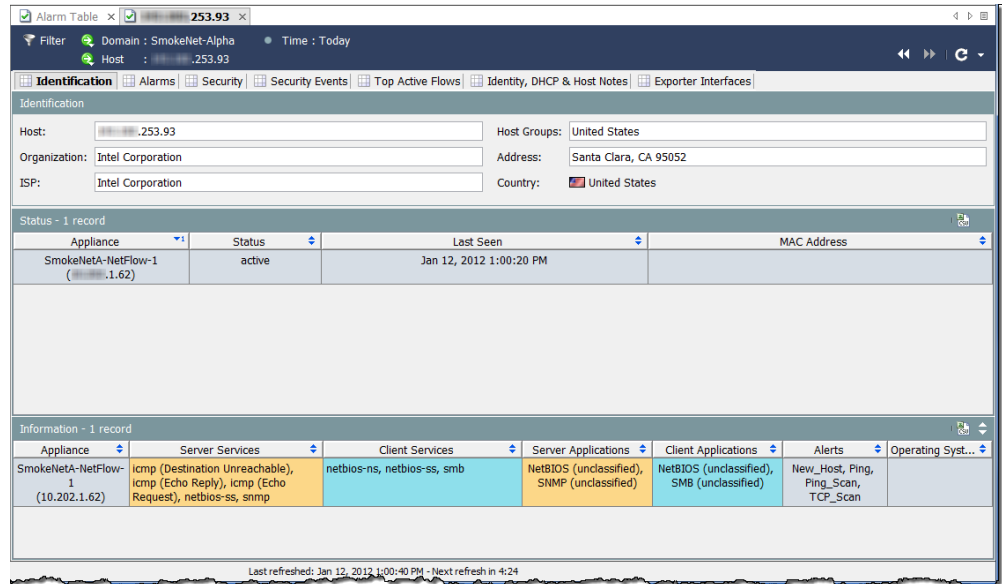 Alarm Table
253.93
Filter
Domain : SmokeNet-Alpha
Time : Today
Host : .253.93
Identification Alarms Security Security Events Top Active Flows Identity, DHCP & Host Notes Exporter Interfaces
Identification
Host: .253.93
Host Groups: United States
Organization: Intel Corporation
Address: Santa Clara, CA 95052
ISP: Intel Corporation
Country: United States
Status - 1 record
Appliance 1 Status Last Seen MAC Address
SmokeNetA-NetFlow-1 active Jan 12, 2012 1:00:20 PM
( .1.62)
Information - 1 record
Appliance Server Services Client Services Server Applications Client Applications Alerts Operating Syst...
SmokeNetA-NetFlow-
1
(10.202.1.62)
icmp (Destination Unreachable),
icmp (Echo Reply), icmp (Echo
Request), netbios-ss, snmp
netbios-ns, netbios-ss, smb
NetBIOS (unclassified),
SNMP (unclassified)
NetBIOS (unclassified),
SMB (unclassified)
New_Host, Ping,
Ping_Scan,
TCP_Scan
Last refreshed: Jan 12, 2012 1:00:40 PM - Next refresh in 4:24